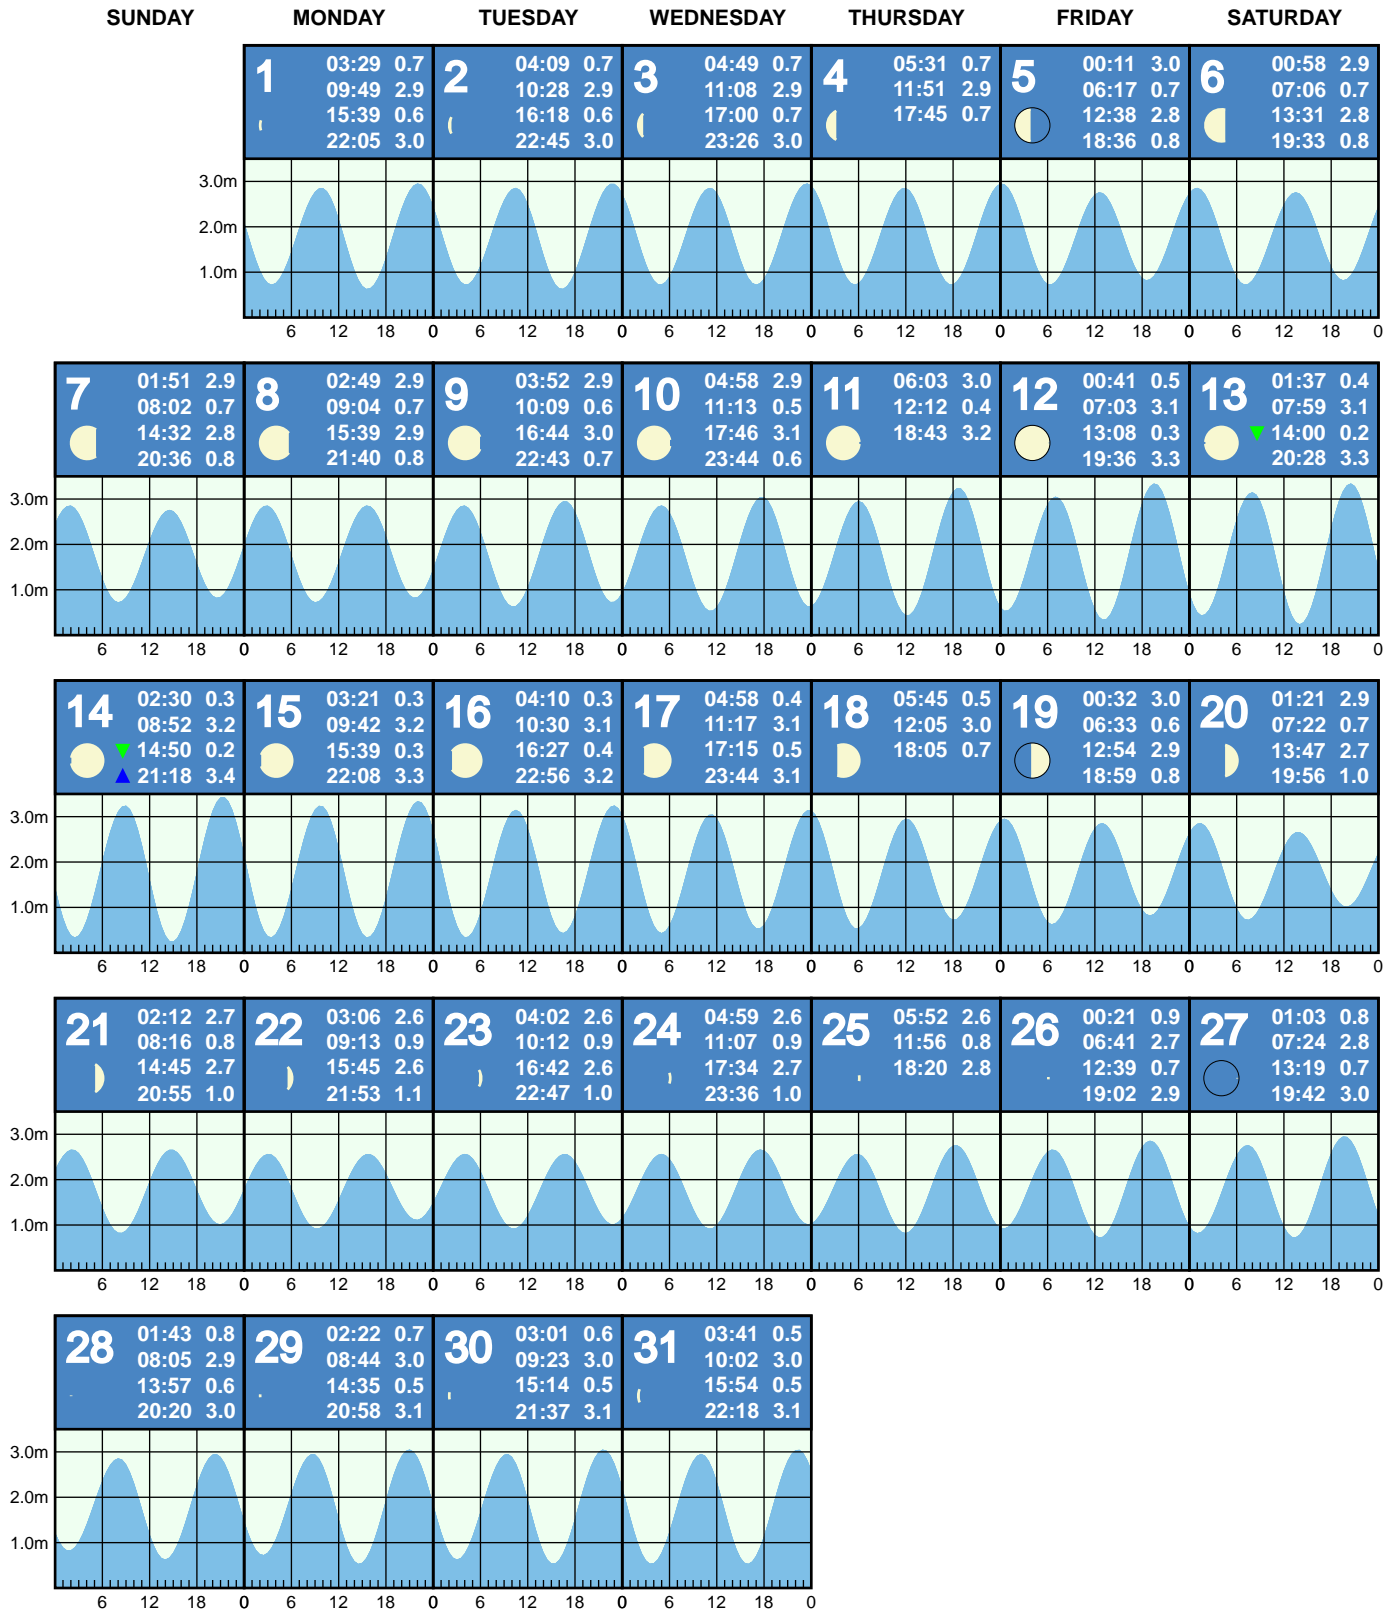 SUNDAY MONDAY TUESDAY WEDNESDAY THURSDAY FRIDAY SATURDAY
1 03:29 0.7
09:49 2.9
15:39 0.6
22:05 3.0
2 04:09 0.7
10:28 2.9
16:18 0.6
22:45 3.0
3 04:49 0.7
11:08 2.9
17:00 0.7
23:26 3.0
4 05:31 0.7
11:51 2.9
17:45 0.7
5 00:11 3.0
06:17 0.7
12:38 2.8
18:36 0.8
6 00:58 2.9
07:06 0.7
13:31 2.8
19:33 0.8
3.0m
2.0m
1.0m
6 12 18 0 6 12 18 0 6 12 18 0 6 12 18 0 6 12 18 0 6 12 18 0
7 01:51 2.9
08:02 0.7
14:32 2.8
20:36 0.8
8 02:49 2.9
09:04 0.7
15:39 2.9
21:40 0.8
9 03:52 2.9
10:09 0.6
16:44 3.0
22:43 0.7
10 04:58 2.9
11:13 0.5
17:46 3.1
23:44 0.6
11 06:03 3.0
12:12 0.4
18:43 3.2
12 00:41 0.5
07:03 3.1
13:08 0.3
19:36 3.3
13 01:37 0.4
07:59 3.1
14:00 0.2
20:28 3.3
3.0m
2.0m
1.0m
6 12 18 0 6 12 18 0 6 12 18 0 6 12 18 0 6 12 18 0 6 12 18 0 6 12 18 0
14 02:30 0.3
08:52 3.2
14:50 0.2
21:18 3.4
15 03:21 0.3
09:42 3.2
15:39 0.3
22:08 3.3
16 04:10 0.3
10:30 3.1
16:27 0.4
22:56 3.2
17 04:58 0.4
11:17 3.1
17:15 0.5
23:44 3.1
18 05:45 0.5
12:05 3.0
18:05 0.7
19 00:32 3.0
06:33 0.6
12:54 2.9
18:59 0.8
20 01:21 2.9
07:22 0.7
13:47 2.7
19:56 1.0
3.0m
2.0m
1.0m
6 12 18 0 6 12 18 0 6 12 18 0 6 12 18 0 6 12 18 0 6 12 18 0 6 12 18 0
21 02:12 2.7
08:16 0.8
14:45 2.7
20:55 1.0
22 03:06 2.6
09:13 0.9
15:45 2.6
21:53 1.1
23 04:02 2.6
10:12 0.9
16:42 2.6
22:47 1.0
24 04:59 2.6
11:07 0.9
17:34 2.7
23:36 1.0
25 05:52 2.6
11:56 0.8
18:20 2.8
26 00:21 0.9
06:41 2.7
12:39 0.7
19:02 2.9
27 01:03 0.8
07:24 2.8
13:19 0.7
19:42 3.0
3.0m
2.0m
1.0m
6 12 18 0 6 12 18 0 6 12 18 0 6 12 18 0 6 12 18 0 6 12 18 0 6 12 18 0
28 01:43 0.8
08:05 2.9
13:57 0.6
20:20 3.0
29 02:22 0.7
08:44 3.0
14:35 0.5
20:58 3.1
30 03:01 0.6
09:23 3.0
15:14 0.5
21:37 3.1
31 03:41 0.5
10:02 3.0
15:54 0.5
22:18 3.1
3.0m
2.0m
1.0m
6 12 18 0 6 12 18 0 6 12 18 0 6 12 18 0